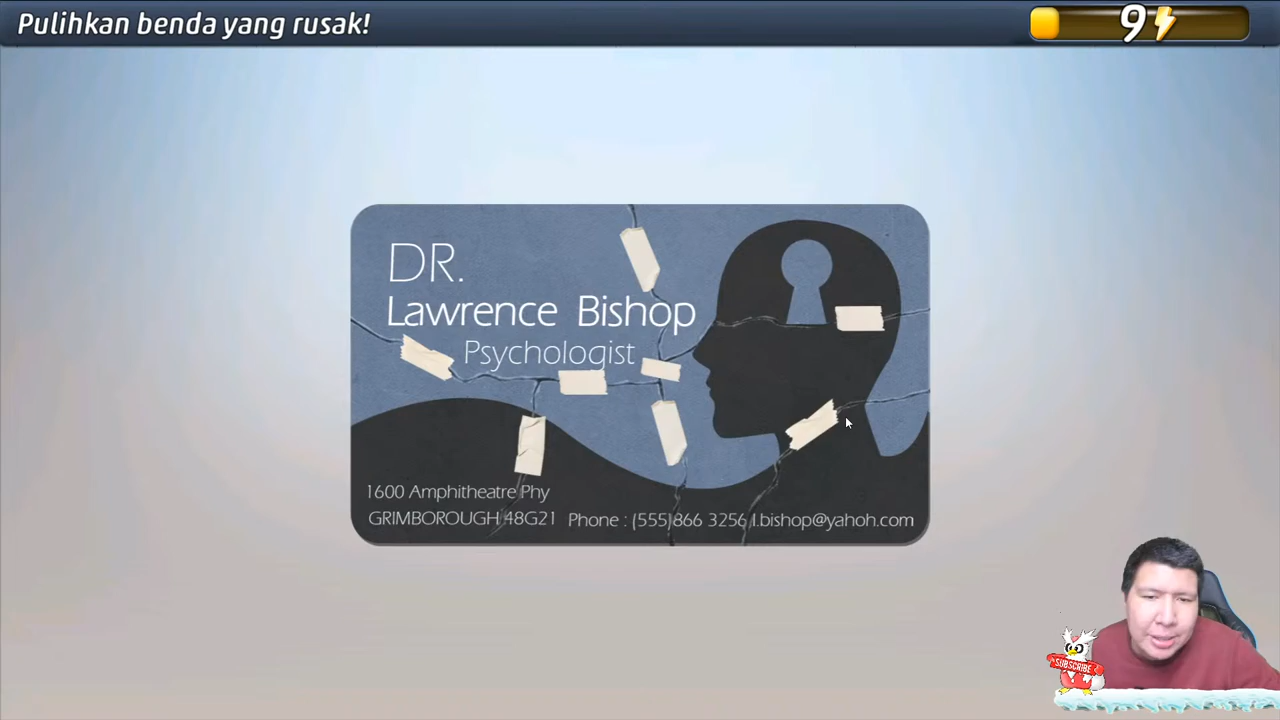 Pulihkan benda yang rusak!
9
DR.
Lawrence Bishop
Psychologist
1600 Amphitheatre Phy
GRIMBOROUGH 48G21
Phone : (555)866 3256 l.bishop@yahoh.com
SUBSCRIBE